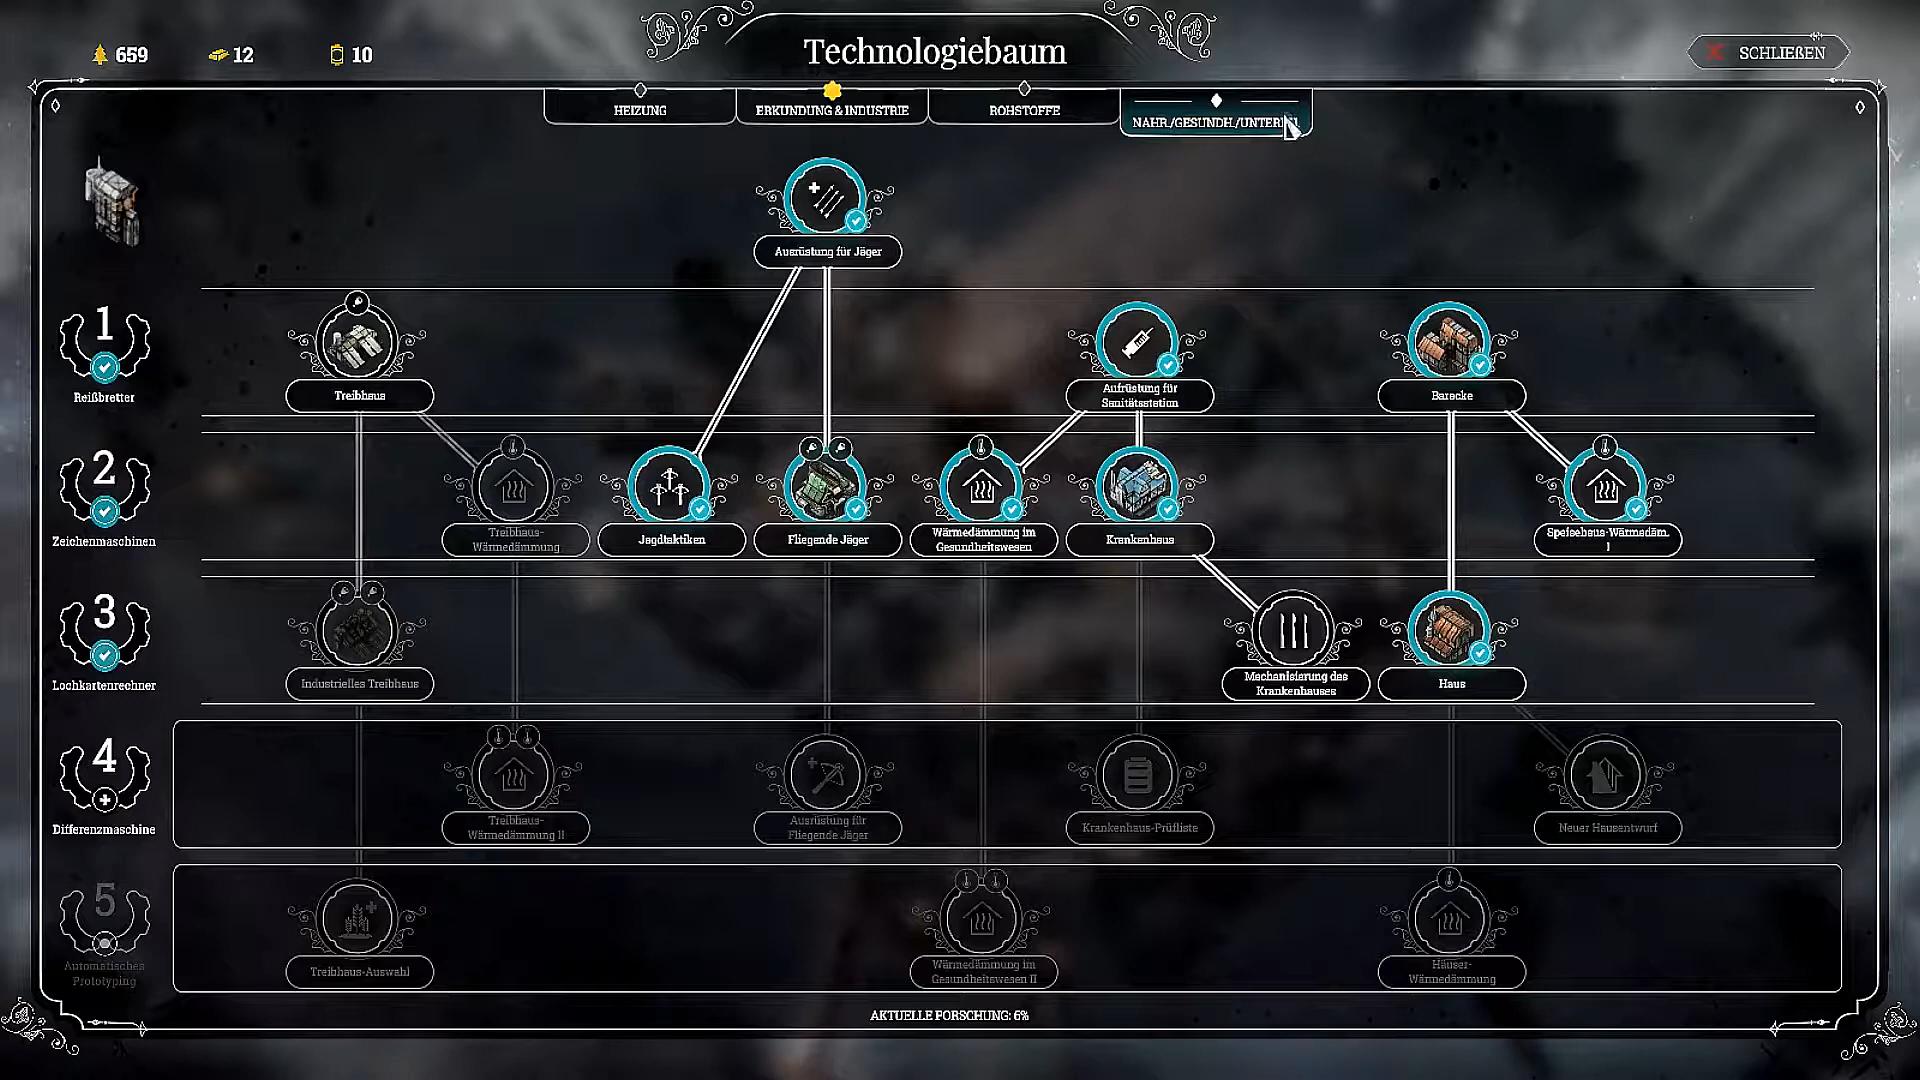 659
12
10
Technologiebaum
SCHLIEẞEN
HEIZUNG
ERKUNDUNG & INDUSTRIE
ROHSTOFFE
Ausrüstung für Jäger
1
Reißbretter
Treibhaus
Aufrüstung für
Sanitätsstation
Baracke
2
Zeichenmaschinen
Treibhaus-
Wärmedämmung
Jagdtaktiken
Fliegende Jäger
Wärmedämmung im
Gesundheitswesen
Krankenhaus
Speisehaus-Wärmedäm.
I
3
Lochkartenrechner
Industrielles Treibhaus
Mechanisierung des
Krankenhauses
Haus
4
Differenzmaschine
Treibhaus-
Wärmedämmung II
Ausrüstung für
Fliegende Jäger
Krankenhaus-Prüfliste
Neuer Hausentwurf
5
Automatisches
Prototyping
Treibhaus-Auswahl
Wärmedämmung im
Gesundheitswesen II
Häuser-
Wärmedämmung
AKTUELLE FORSCHUNG: 6%